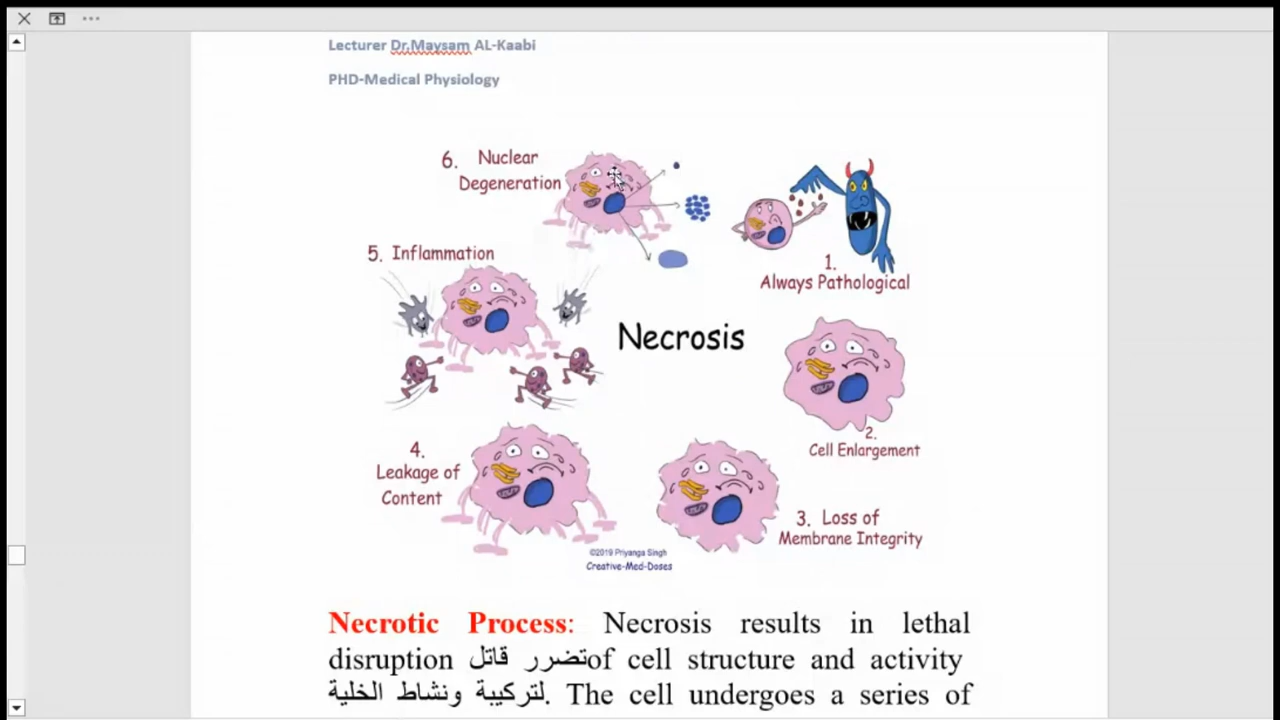 Lecturer Dr.Maysam AL-Kaabi
PHD-Medical Physiology
6. Nuclear
Degeneration
1.
Always Pathological
5. Inflammation
Necrosis
2.
Cell Enlargement
4.
Leakage of
Content
3. Loss of
Membrane Integrity
©2019 Priyanga Singh
Creative-Med-Doses
Necrotic Process: Necrosis results in lethal
disruption تضرر قاتل of cell structure and activity
لتركيبة ونشاط الخلية. The cell undergoes a series of